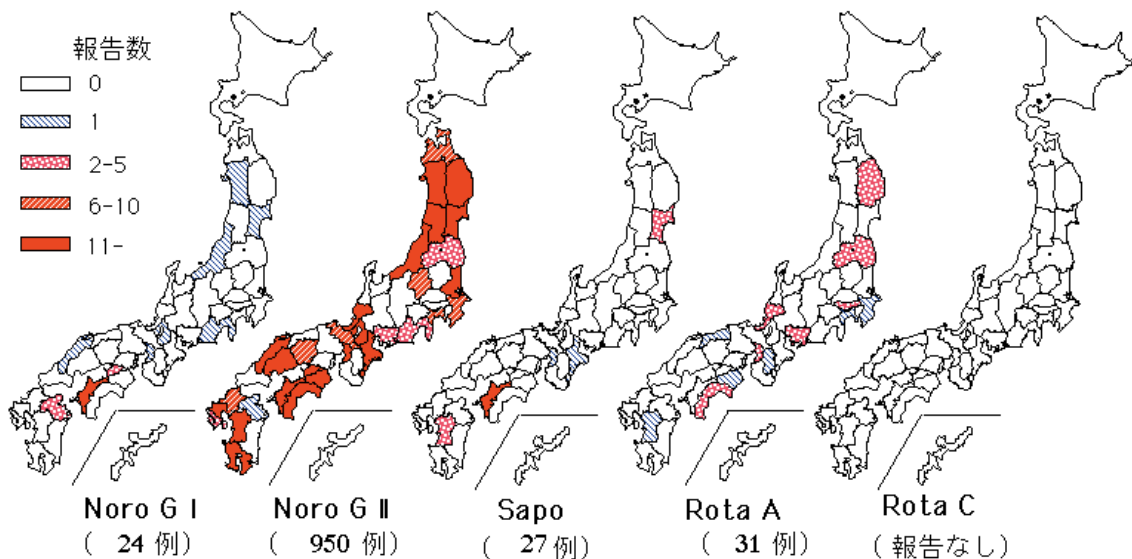 報告数
0
1
2-5
6-10
11-
Noro G Ⅰ
( 24 例)
Noro G Ⅱ
( 950 例)
Sapo
( 27 例)
Rota A
( 31 例)
Rota C
(報告なし)